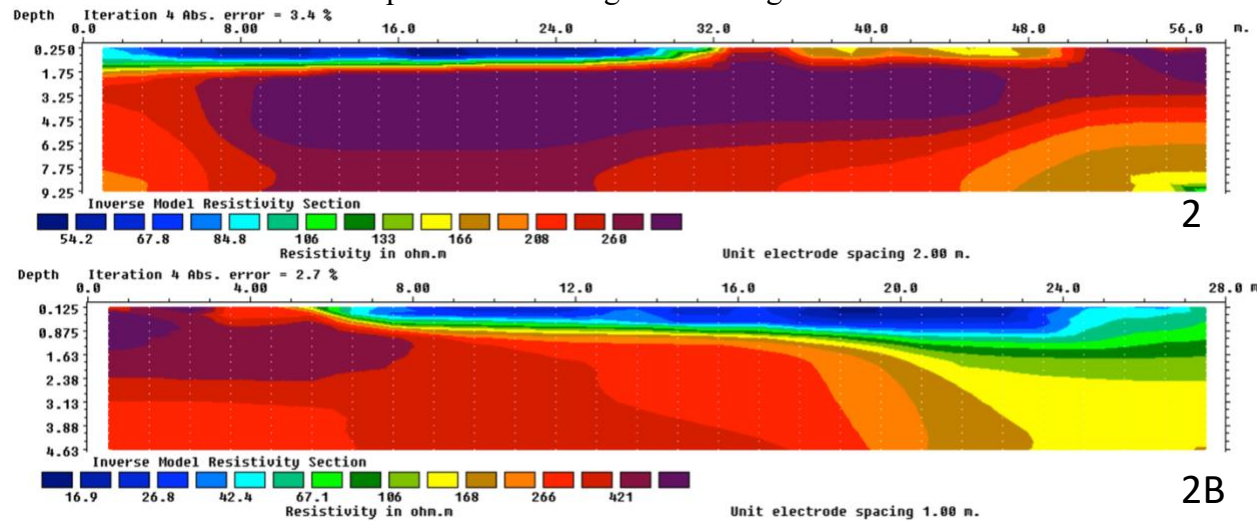 Depth Iteration 4 Abs. error = 3.4 %
0.0 8.00 16.0 24.0 32.0 40.0 48.0 56.0 m.
0.250
1.75
3.25
4.75
6.25
7.75
9.25
Inverse Model Resistivity Section
54.2 67.8 84.8 106 133 166 208 260
Resistivity in ohm.m Unit electrode spacing 2.00 m.
2
Depth Iteration 4 Abs. error = 2.7 %
0.0 4.00 8.00 12.0 16.0 20.0 24.0 28.0 m
0.125
0.875
1.63
2.38
3.13
3.88
4.63
Inverse Model Resistivity Section
16.9 26.8 42.4 67.1 106 168 266 421
Resistivity in ohm.m Unit electrode spacing 1.00 m.
2B